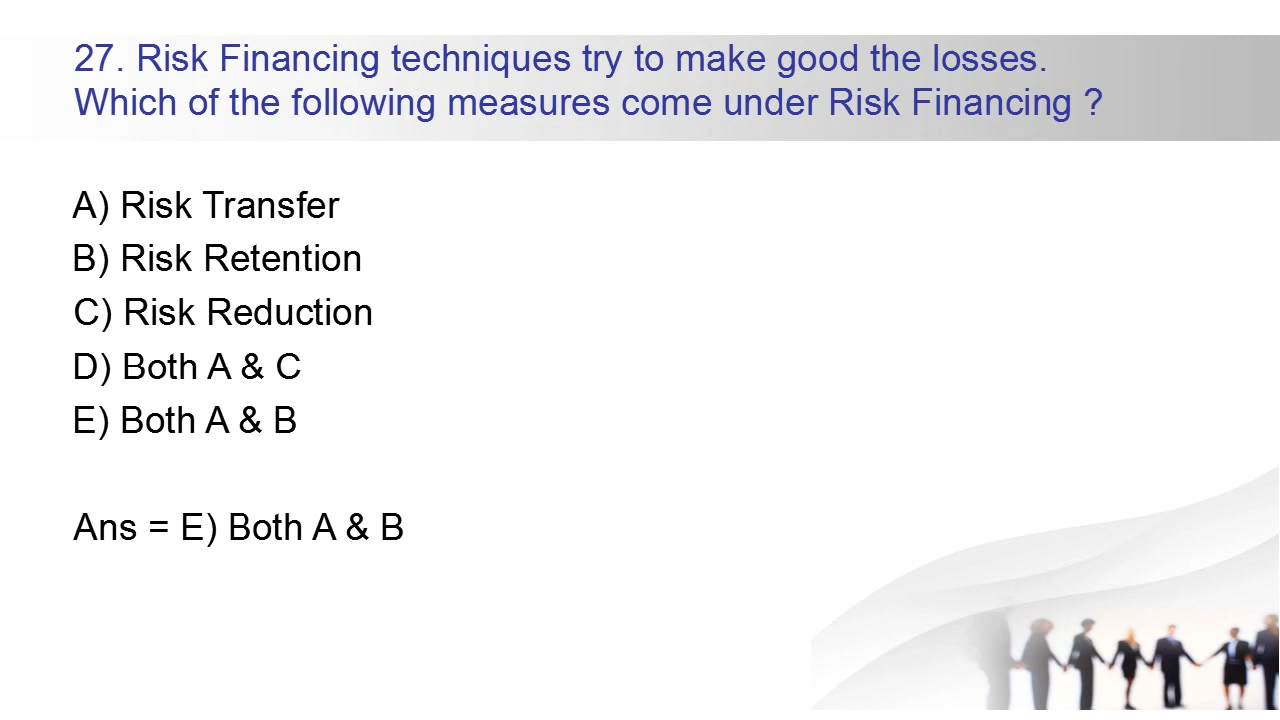 27. Risk Financing techniques try to make good the losses.
Which of the following measures come under Risk Financing ?
A) Risk Transfer
B) Risk Retention
C) Risk Reduction
D) Both A & C
E) Both A & B
Ans = E) Both A & B